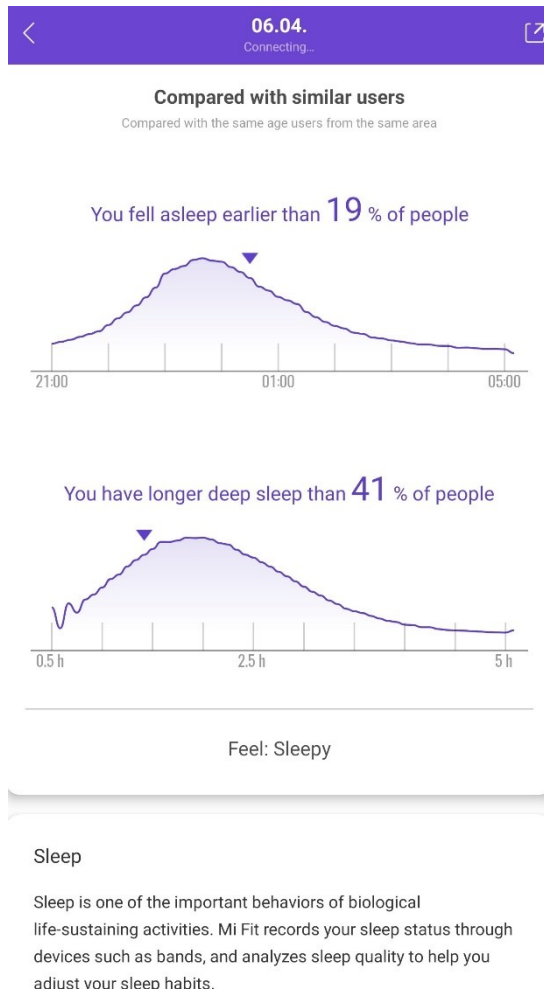 06.04.
Connecting...
Compared with similar users
Compared with the same age users from the same area
You fell asleep earlier than 19 % of people
21:00 01:00 05:00
You have longer deep sleep than 41 % of people
0.5 h 2.5 h 5 h
Feel: Sleepy
Sleep
Sleep is one of the important behaviors of biological
life-sustaining activities. Mi Fit records your sleep status through
devices such as bands, and analyzes sleep quality to help you
adjust your sleep habits.